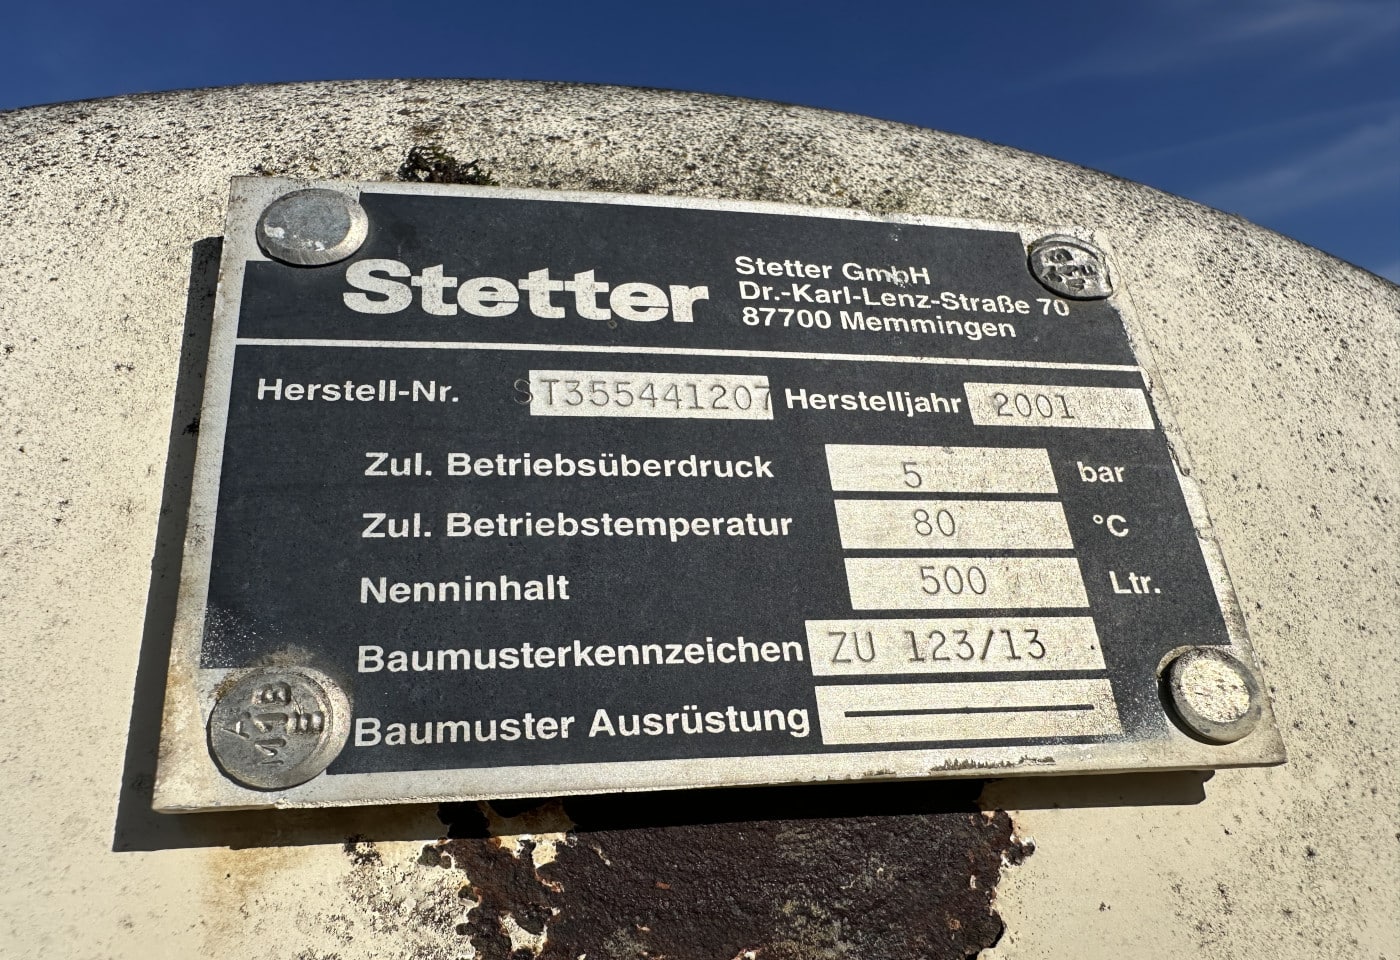 Stetter
Stetter GmbH
Dr.-Karl-Lenz-Straße 70
87700 Memmingen
Herstell-Nr. ST355441207 Herstelljahr 2001
Zul. Betriebsüberdruck 5 bar
Zul. Betriebstemperatur 80 °C
Nenninhalt 500 Ltr.
Baumusterkennzeichen ZU 123/13
Baumuster Ausrüstung